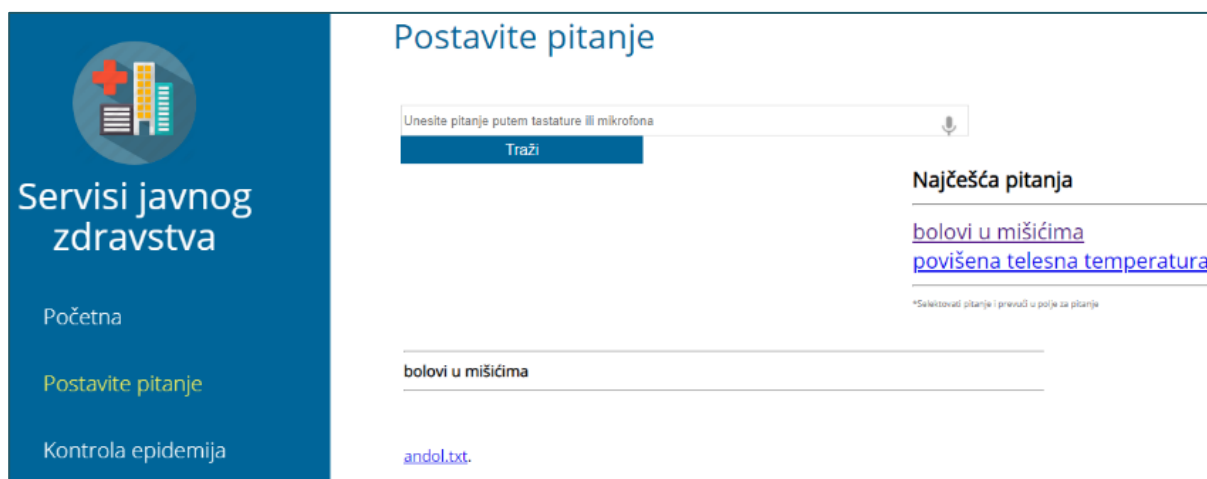 Servisi javnog
zdravstva
Početna
Postavite pitanje
Kontrola epidemija
Postavite pitanje
Unesite pitanje putem tastature ili mikrofona
Traži
Najčešća pitanja
bolovi u mišićima
povišena telesna temperatura
*Selektovati pitanje i prevući u polje za pitanje
bolovi u mišićima
andol.txt.